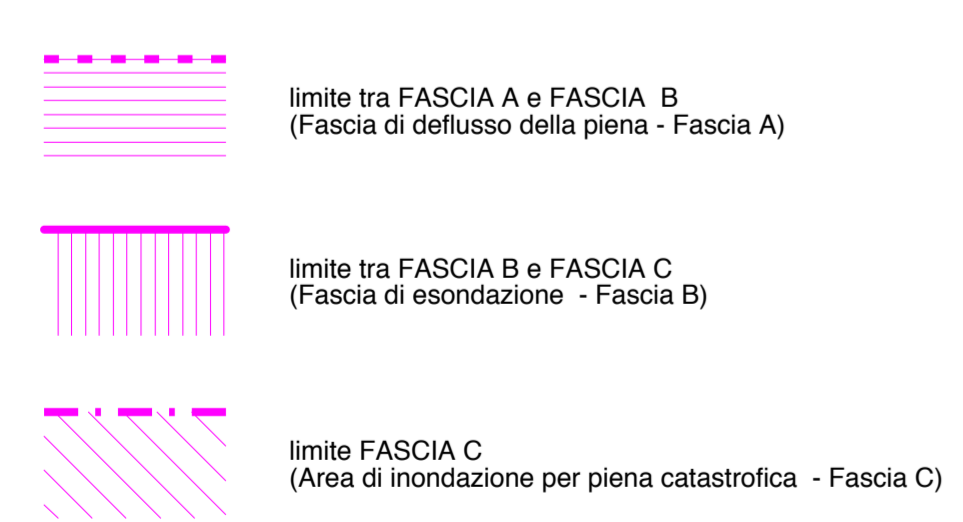 limite tra FASCIA A e FASCIA  B
(Fascia di deflusso della piena - Fascia A)
limite tra FASCIA B e FASCIA C
(Fascia di esondazione  - Fascia B)
limite FASCIA C
(Area di inondazione per piena catastrofica  - Fascia C)